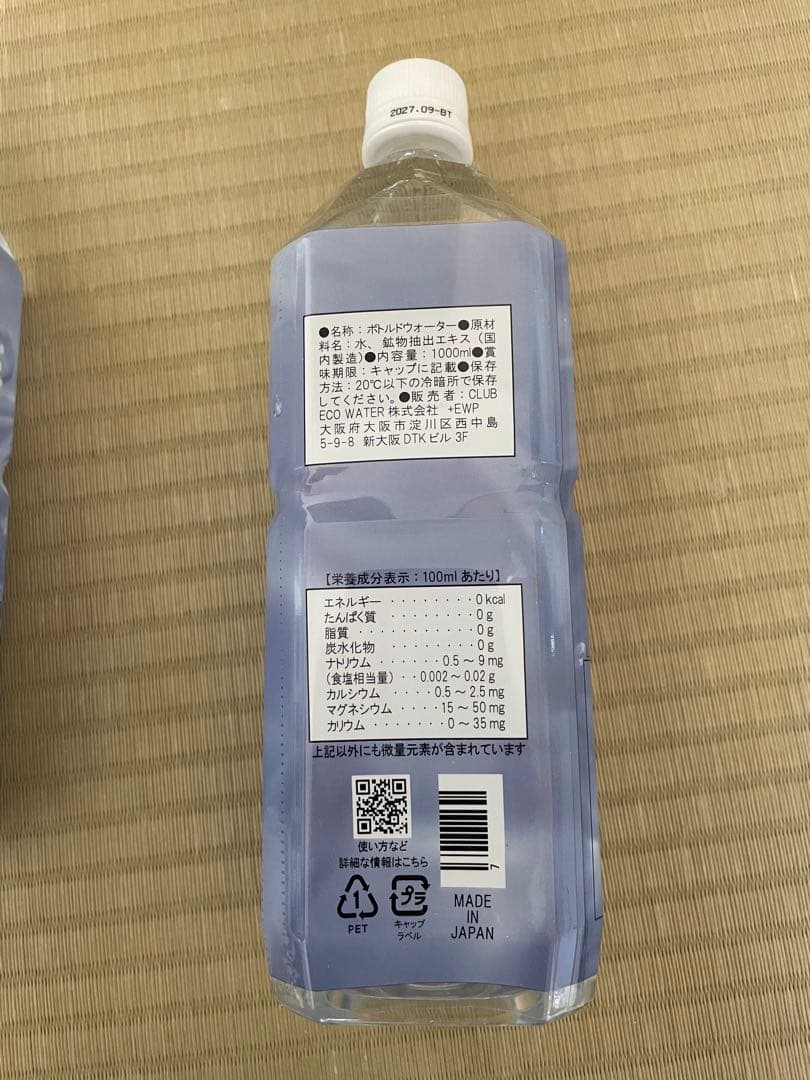 2027.09-BT
●名称：ボトルドウォーター●原材
料名：水、鉱物抽出エキス（国
内製造）●内容量：1000ml●賞
味期限：キャップに記載●保存
方法：20℃以下の冷暗所で保存
してください。●販売者：CLUB
ECO WATER 株式会社 +EWP
大阪府大阪市淀川区西中島
5-9-8 新大阪DTKビル 3F
【栄養成分表示：100mlあたり】
エネルギー ‥‥‥‥ 0 kcal
たんぱく質 ‥‥‥‥ 0 g
脂質 ‥‥‥‥‥ 0 g
炭水化物 ‥‥‥‥ 0 g
ナトリウム ‥‥‥ 0.5～9 mg
（食塩相当量）‥ 0.002～0.02 g
カルシウム ‥‥ 0.5～2.5 mg
マグネシウム ‥‥ 15～50 mg
カリウム ‥‥‥ 0～35 mg
上記以外にも微量元素が含まれています
使い方など
詳細な情報はこちら
7
1
PET
プラ
キャップ
ラベル
MADE
IN
JAPAN